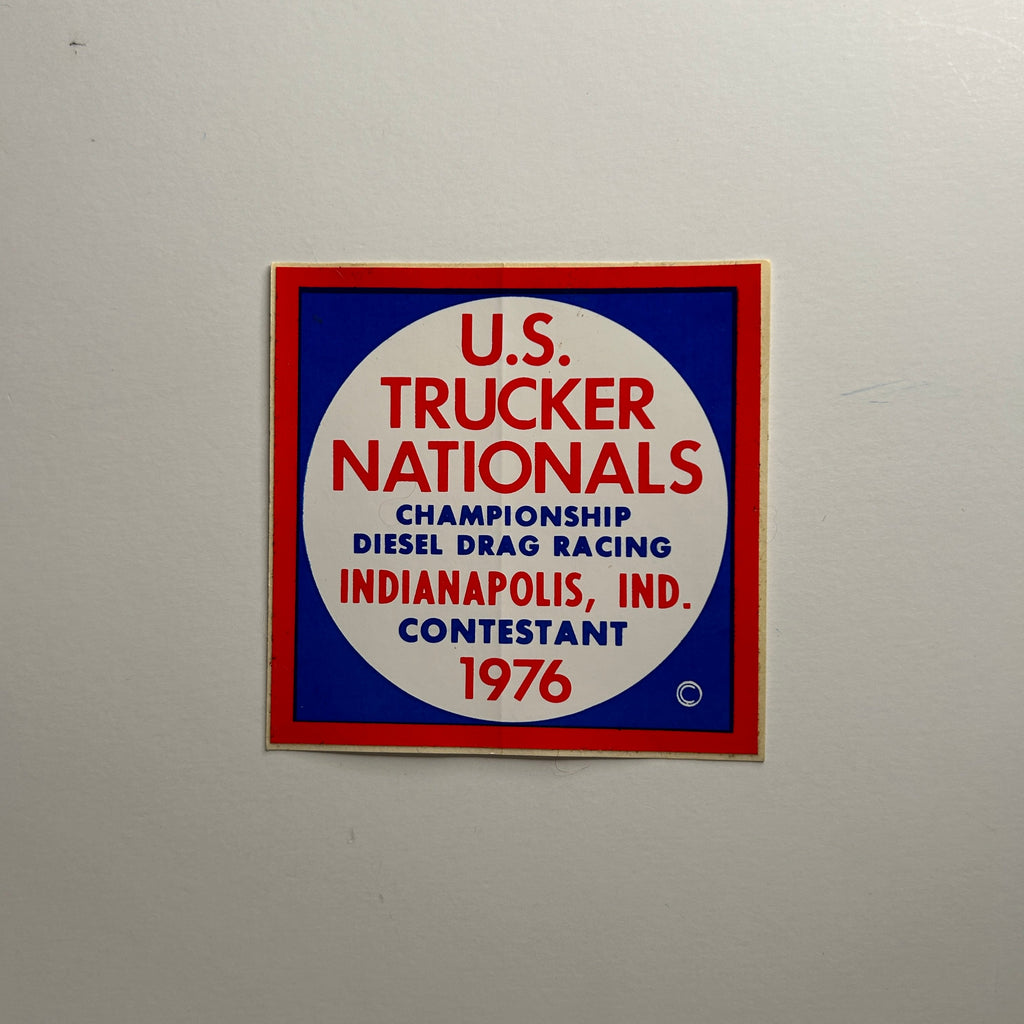 U.S.
TRUCKER
NATIONALS
CHAMPIONSHIP
DIESEL DRAG RACING
INDIANAPOLIS, IND.
CONTESTANT
1976
©